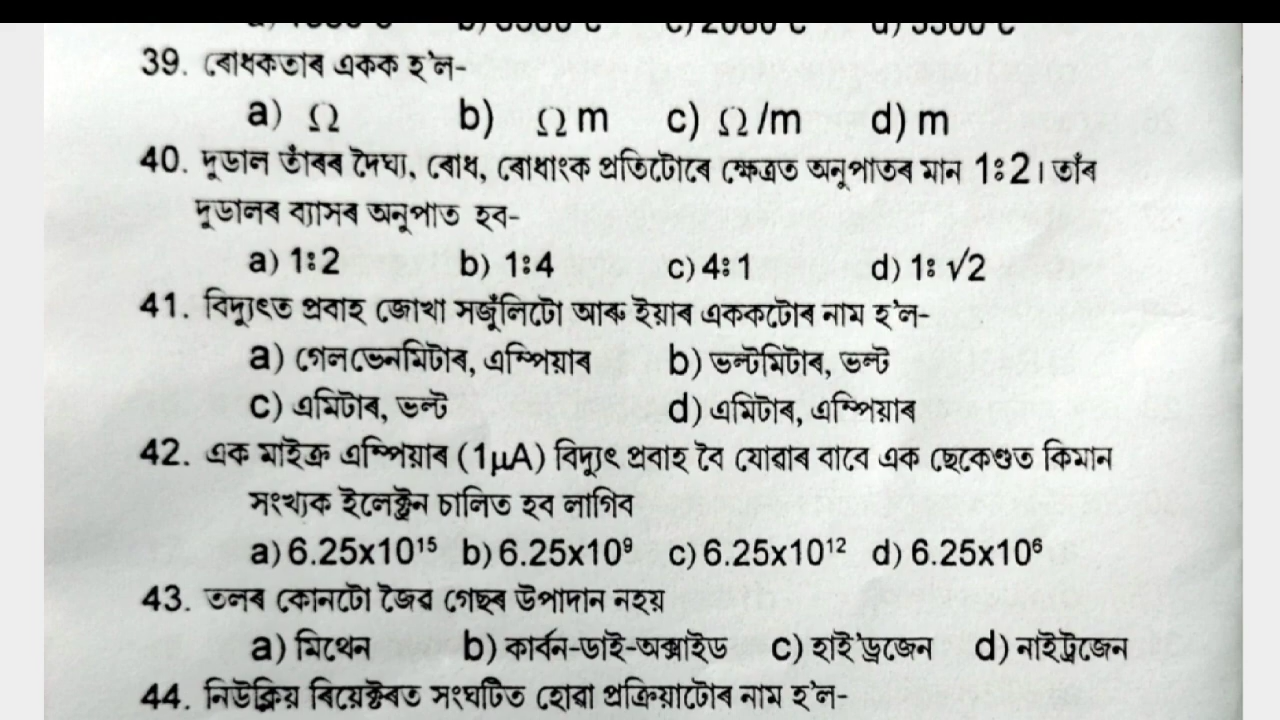 39. ৰোধকতাৰ একক হ'ল-
a) Ω b) Ω m c) Ω /m d) m
40. দুডাল তাঁৰৰ দৈৰ্ঘ্য, ৰোধ, ৰোধাংক প্ৰতিটোৰে ক্ষেত্ৰত অনুপাতৰ মান 1ঃ2। তাঁৰ
দুডালৰ ব্যাসৰ অনুপাত হব-
a) 1ঃ2 b) 1ঃ4 c) 4ঃ1 d) 1ঃ √2
41. বিদ্যুৎত প্ৰবাহ জোখা সজুঁলিটো আৰু ইয়াৰ এককটোৰ নাম হ'ল-
a) গেলভেনমিটাৰ, এম্পিয়াৰ b) ভল্টমিটাৰ, ভল্ট
c) এমিটাৰ, ভল্ট d) এমিটাৰ, এম্পিয়াৰ
42. এক মাইক্ৰ এম্পিয়াৰ (1μA) বিদ্যুৎ প্ৰবাহ বৈ যোৱাৰ বাবে এক ছেকেণ্ডত কিমান
সংখ্যক ইলেক্ট্ৰন চালিত হব লাগিব
a) 6.25x10¹⁵ b) 6.25x10⁹ c) 6.25x10¹² d) 6.25x10⁶
43. তলৰ কোনটো জৈৱ গেছৰ উপাদান নহয়
a) মিথেন b) কাৰ্বন-ডাই-অক্সাইড c) হাই'ড্ৰজেন d) নাইট্ৰজেন
44. নিউক্লিয় ৰিয়েক্টৰত সংঘটিত হোৱা প্ৰক্ৰিয়াটোৰ নাম হ'ল-